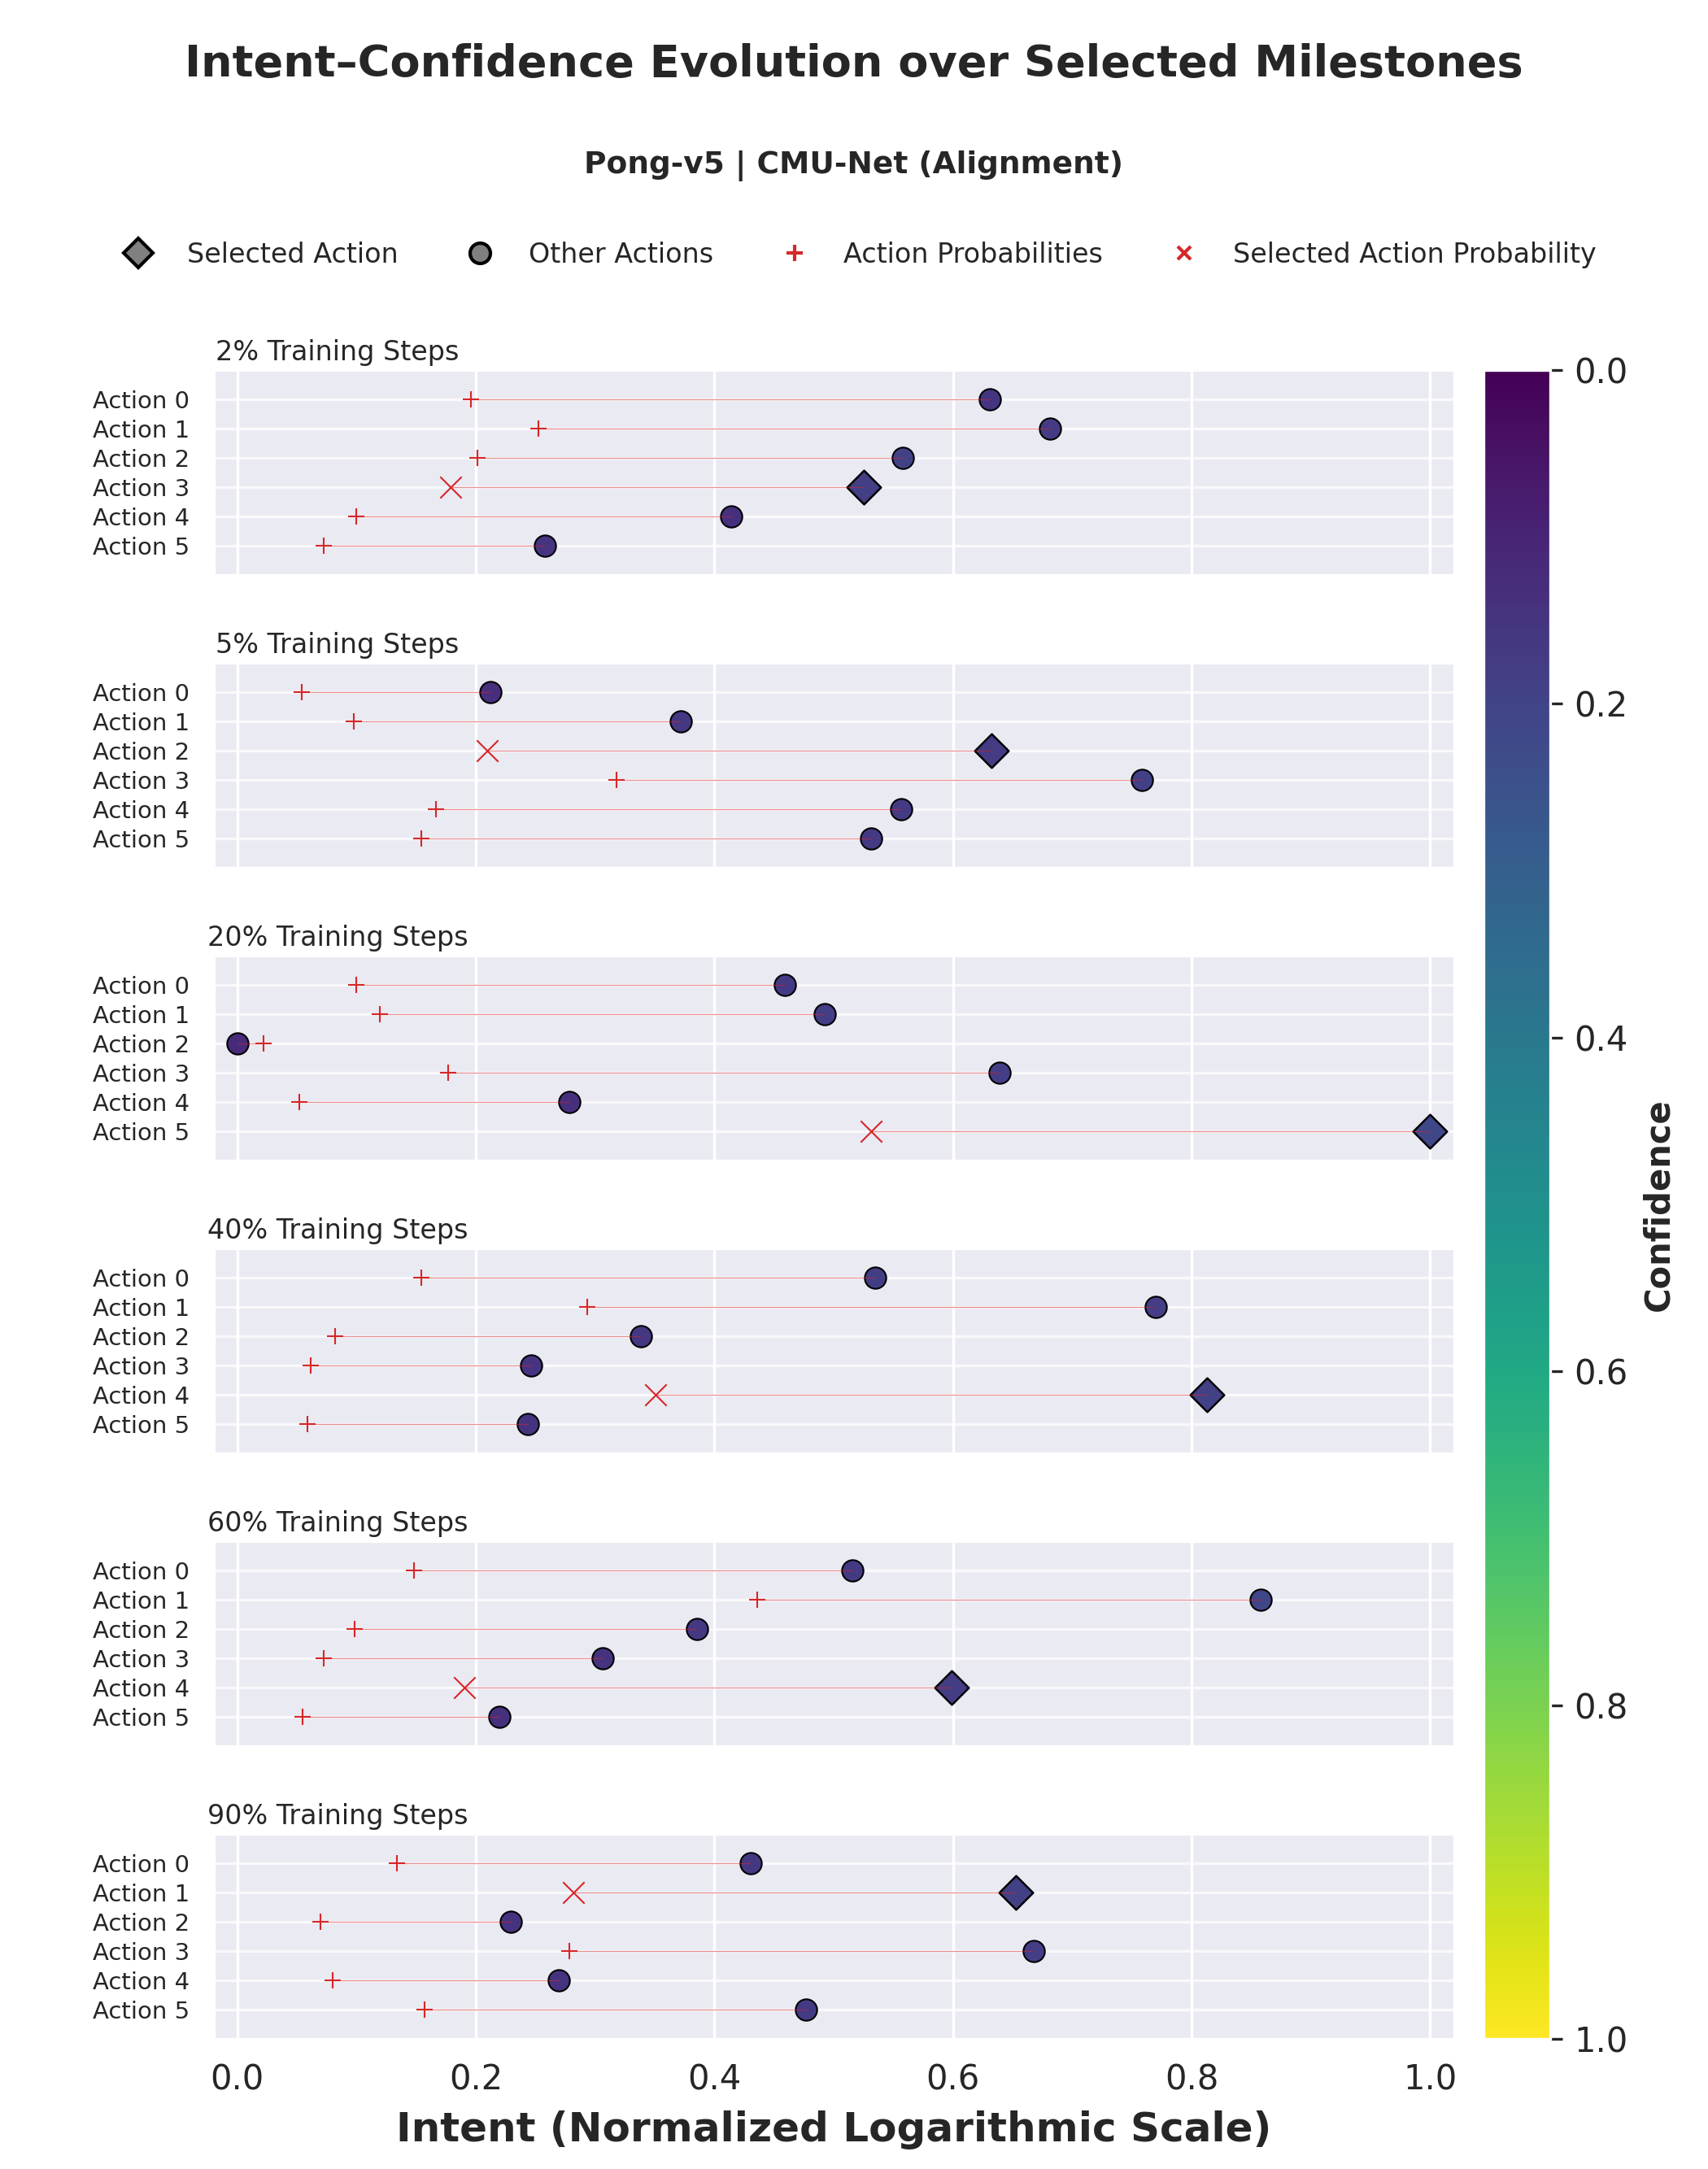 Intent–Confidence Evolution over Selected Milestones
Pong-v5 | CMU-Net (Alignment)
Selected Action Other Actions Action Probabilities Selected Action Probability
2% Training Steps
Action 0
Action 1
Action 2
Action 3
Action 4
Action 5
5% Training Steps
Action 0
Action 1
Action 2
Action 3
Action 4
Action 5
20% Training Steps
Action 0
Action 1
Action 2
Action 3
Action 4
Action 5
40% Training Steps
Action 0
Action 1
Action 2
Action 3
Action 4
Action 5
60% Training Steps
Action 0
Action 1
Action 2
Action 3
Action 4
Action 5
90% Training Steps
Action 0
Action 1
Action 2
Action 3
Action 4
Action 5
0.0 0.2 0.4 0.6 0.8 1.0
Intent (Normalized Logarithmic Scale)
0.0
0.2
0.4
0.6
0.8
1.0
Confidence